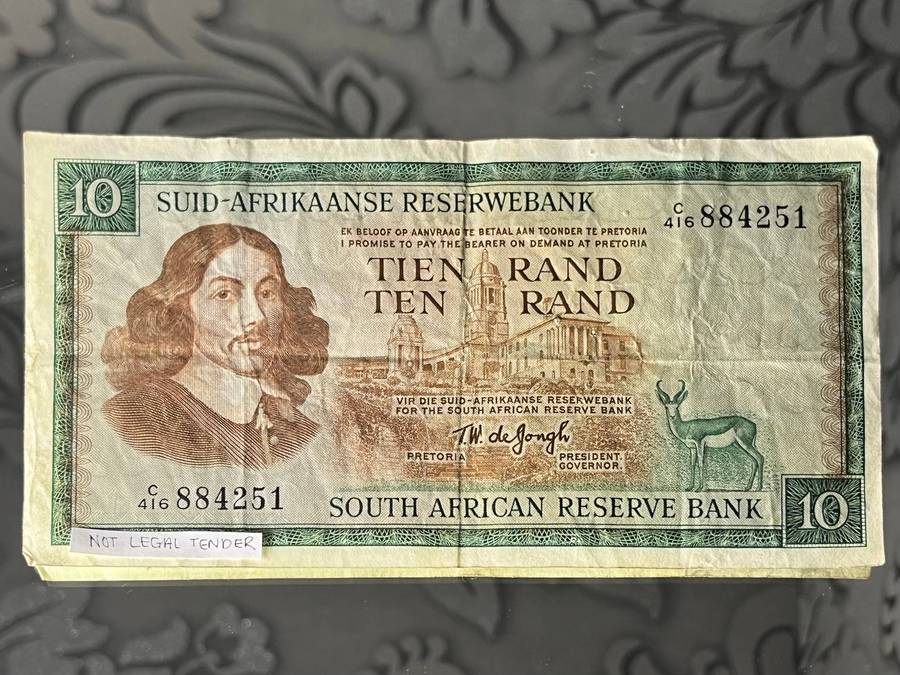 10
SUID-AFRIKAANSE RESERWEBANK
C/416 884251
EK BELOOF OP AANVRAAG TE BETAAL AAN TOONDER TE PRETORIA
I PROMISE TO PAY THE BEARER ON DEMAND AT PRETORIA
TIEN RAND
TEN RAND
VIR DIE SUID-AFRIKAANSE RESERWEBANK
FOR THE SOUTH AFRICAN RESERVE BANK
T.W. de Jongh
PRETORIA PRESIDENT.
GOVERNOR.
C/416 884251
SOUTH AFRICAN RESERVE BANK
10
NOT LEGAL TENDER